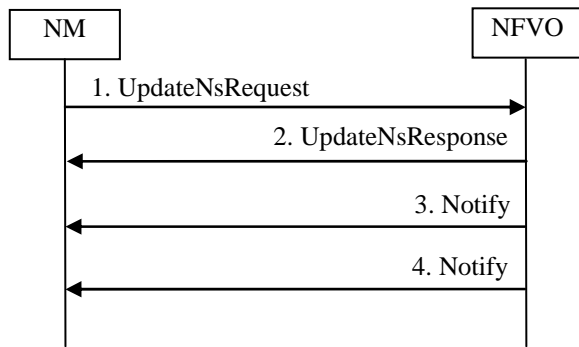 NM
NFVO
1. UpdateNsRequest
2. UpdateNsResponse
3. Notify
4. Notify